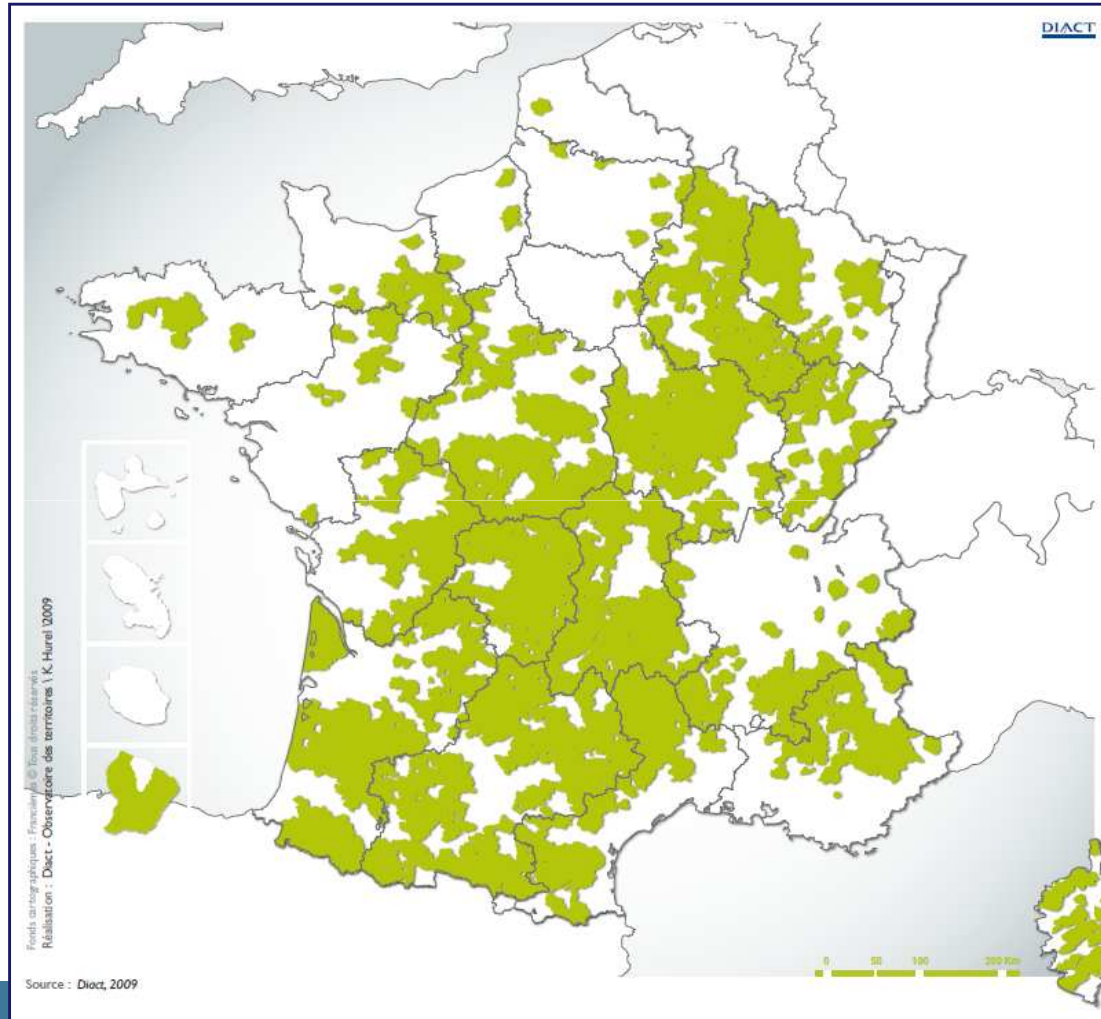 DIACT
Fonds cartographiques : Francièmes © Tous droits réservés
Réalisation : Diact - Observatoire des territoires \ K. Hurel \2009
0 50 100 200 Km
Source : Diact, 2009